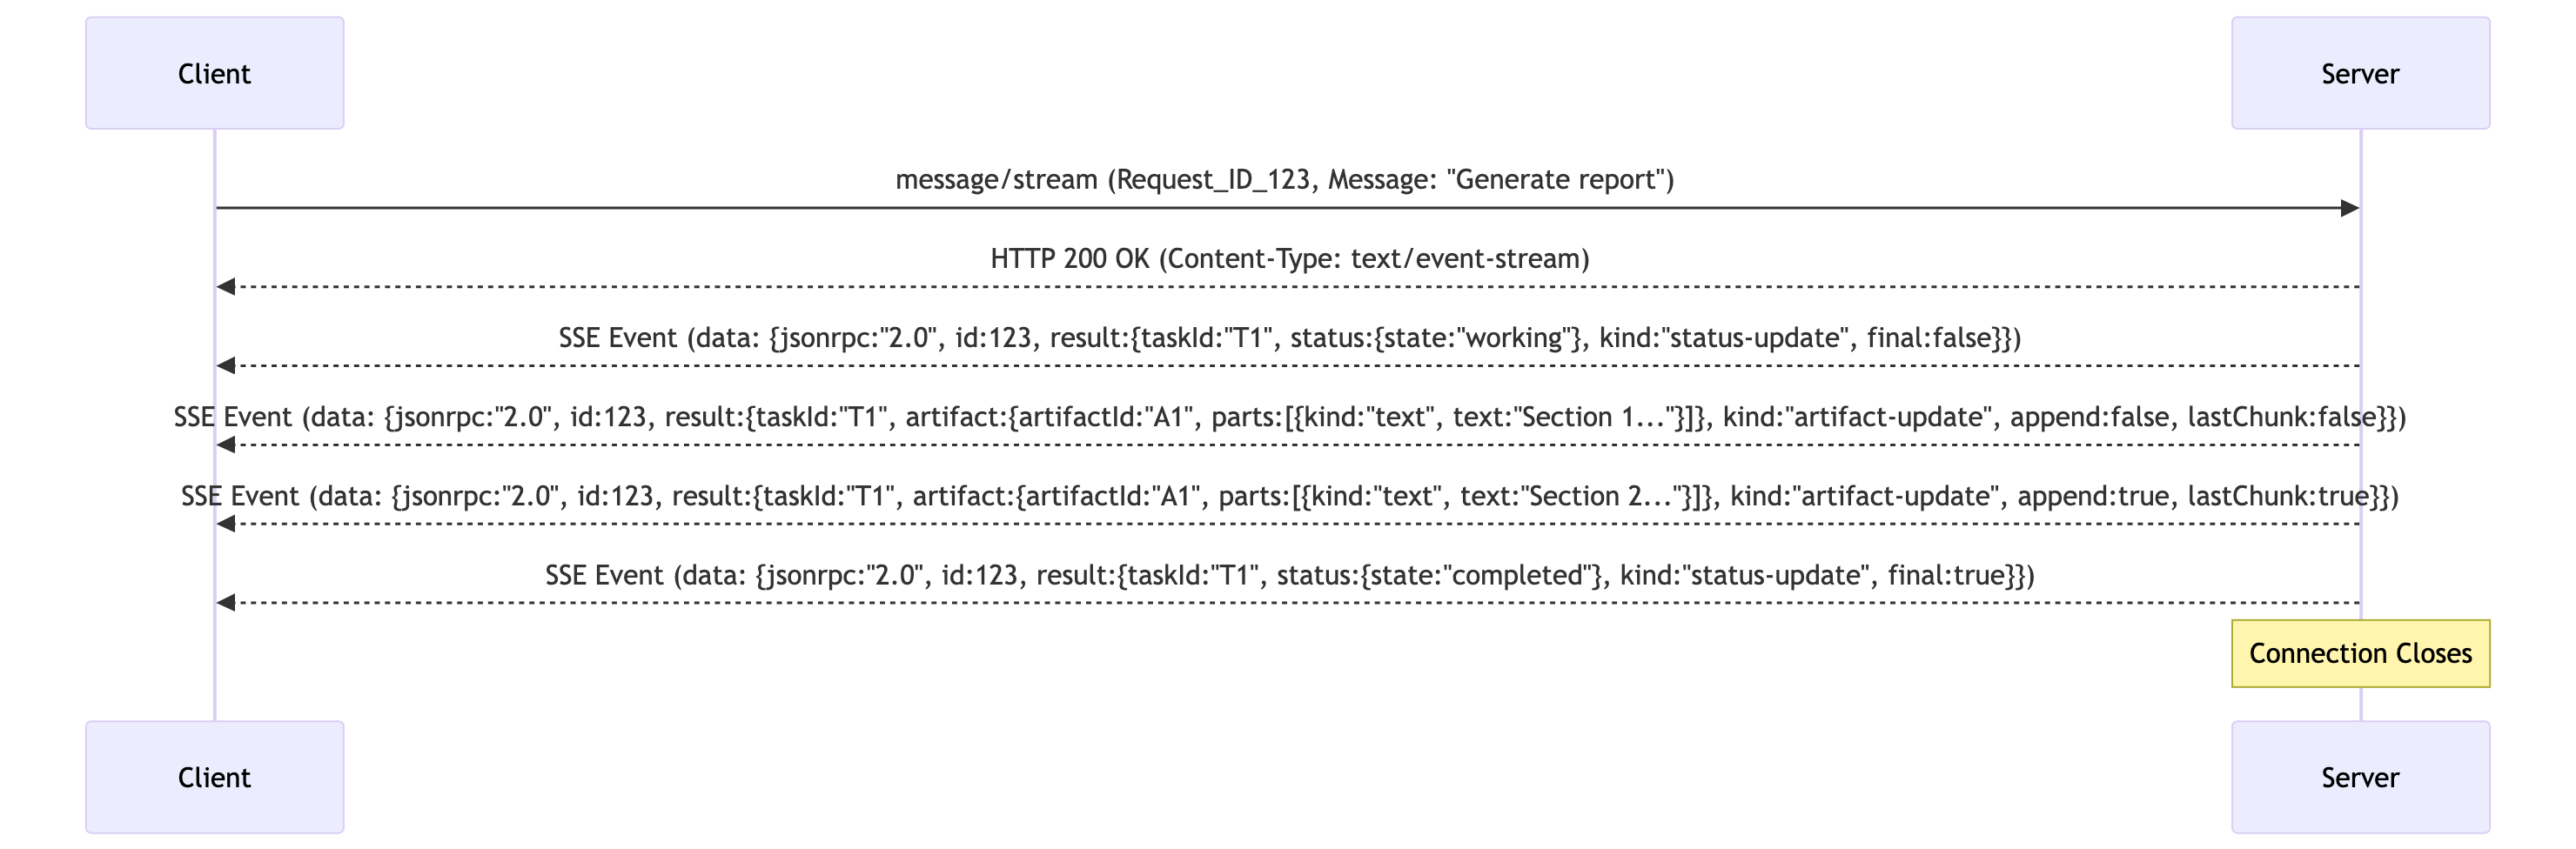 Client
Server
message/stream (Request_ID_123, Message: "Generate report")
HTTP 200 OK (Content-Type: text/event-stream)
SSE Event (data: {jsonrpc:"2.0", id:123, result:{taskId:"T1", status:{state:"working"}, kind:"status-update", final:false}})
SSE Event (data: {jsonrpc:"2.0", id:123, result:{taskId:"T1", artifact:{artifactId:"A1", parts:[{kind:"text", text:"Section 1..."}]}, kind:"artifact-update", append:false, lastChunk:false}})
SSE Event (data: {jsonrpc:"2.0", id:123, result:{taskId:"T1", artifact:{artifactId:"A1", parts:[{kind:"text", text:"Section 2..."}]}, kind:"artifact-update", append:true, lastChunk:true}})
SSE Event (data: {jsonrpc:"2.0", id:123, result:{taskId:"T1", status:{state:"completed"}, kind:"status-update", final:true}})
Connection Closes
Client
Server